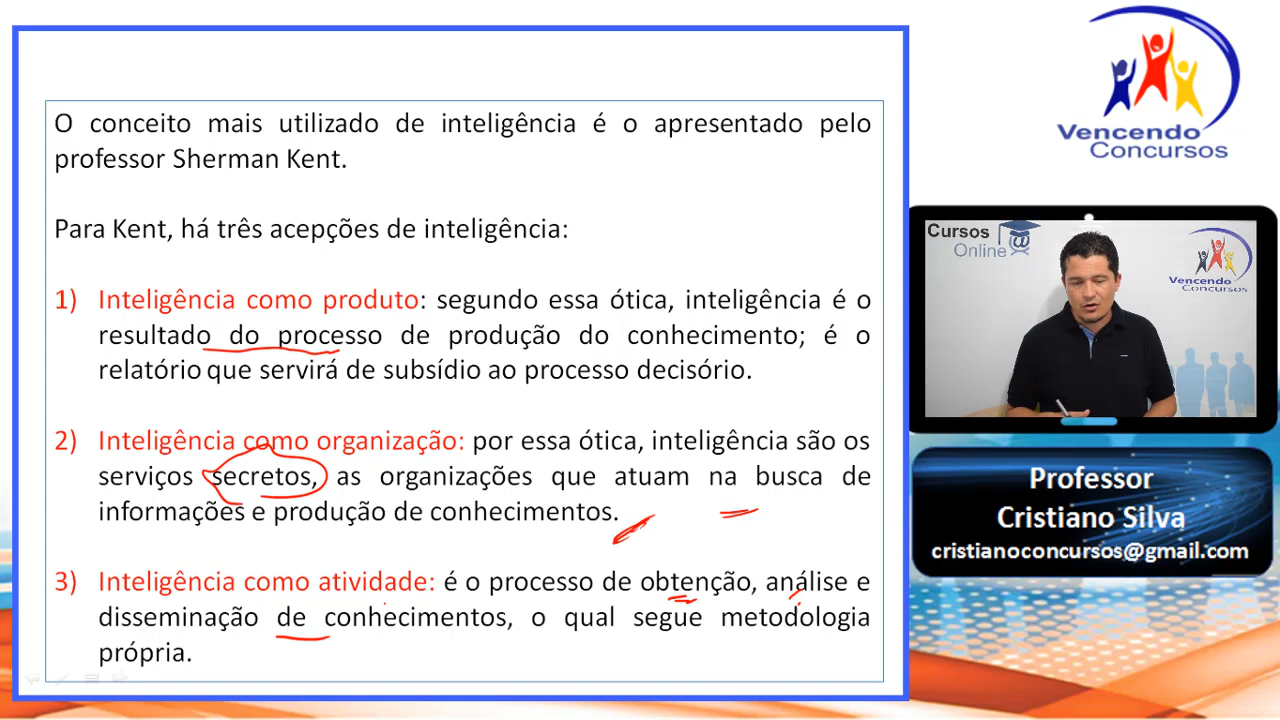 O conceito mais utilizado de inteligência é o apresentado pelo
professor Sherman Kent.
Para Kent, há três acepções de inteligência:
1) Inteligência como produto: segundo essa ótica, inteligência é o
resultado do processo de produção do conhecimento; é o
relatório que servirá de subsídio ao processo decisório.
2) Inteligência como organização: por essa ótica, inteligência são os
serviços secretos, as organizações que atuam na busca de
informações e produção de conhecimentos.
3) Inteligência como atividade: é o processo de obtenção, análise e
disseminação de conhecimentos, o qual segue metodologia
própria.
Vencendo
Concursos
Cursos
Online
Vencendo
Concursos
Professor
Cristiano Silva
cristianoconcursos@gmail.com